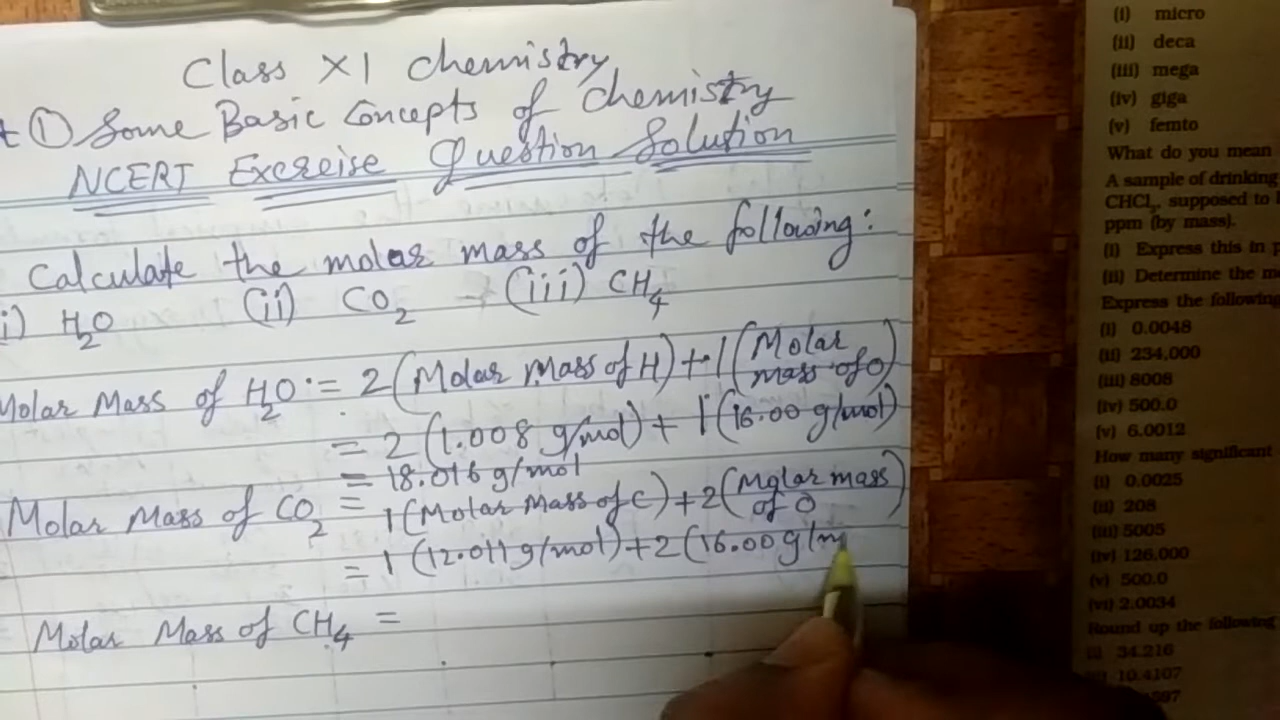 Class XI Chemistry
① Some Basic Concepts of Chemistry
NCERT Exercise Question Solution
Calculate the molar mass of the following:
i) H2O (ii) CO2 (iii) CH4
Molar Mass of H2O = 2 (Molar Mass of H) + 1 (Molar mass of O)
= 2 (1.008 g/mol) + 1 (16.00 g/mol)
= 18.016 g/mol
Molar Mass of CO2 = 1 (Molar Mass of C) + 2 (Molar mass of O)
= 1 (12.011 g/mol) + 2 (16.00 g/m
Molar Mass of CH4 =
(i) micro
(ii) deca
(iii) mega
(iv) giga
(v) femto
What do you mean
A sample of drinking
CHCl3, supposed to
ppm (by mass).
(i) Express this in
(ii) Determine the
Express the following
(i) 0.0048
(ii) 234,000
(iii) 8008
(iv) 500.0
(v) 6.0012
How many significant
(i) 0.0025
(ii) 208
(iii) 5005
(iv) 126,000
(v) 500.0
(vi) 2.0034
Round up the following
34.216
10.4107